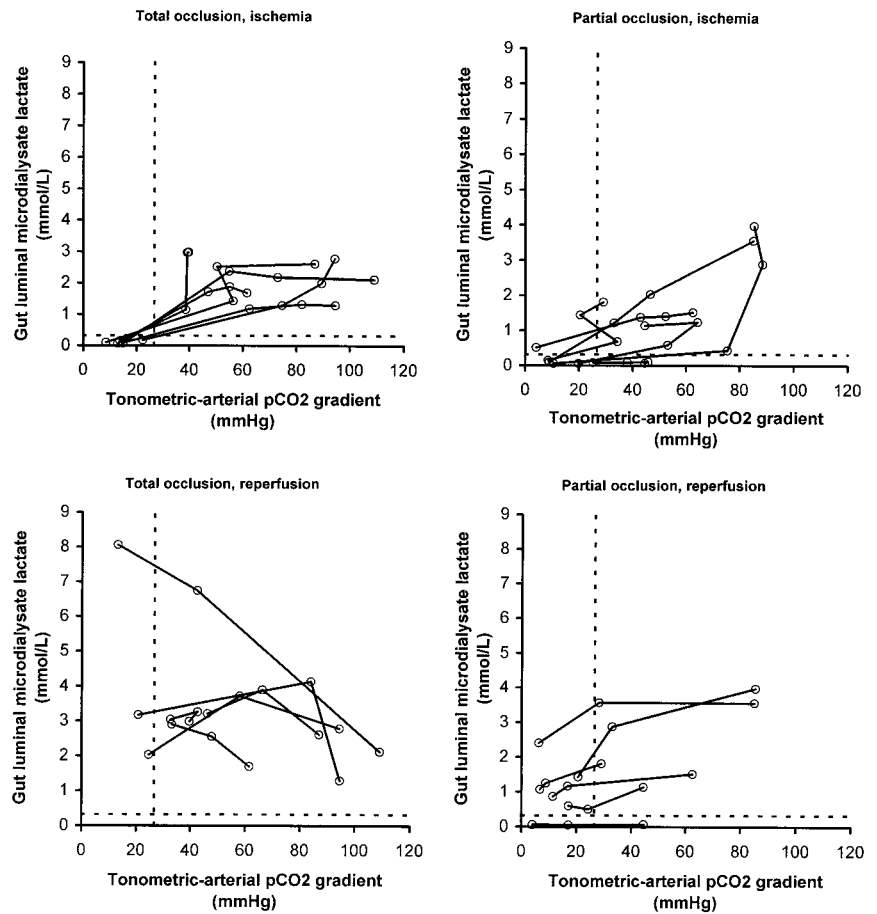 Total occlusion, ischemia
Gut luminal microdialysate lactate
(mmol/L)
9
8
7
6
5
4
3
2
1
0
0 20 40 60 80 100 120
Tonometric-arterial pCO2 gradient
(mmHg)
Partial occlusion, ischemia
Gut luminal microdialysate lactate
(mmol/L)
9
8
7
6
5
4
3
2
1
0
0 20 40 60 80 100 120
Tonometric-arterial pCO2 gradient
(mmHg)
Total occlusion, reperfusion
Gut luminal microdialysate lactate
(mmol/L)
9
8
7
6
5
4
3
2
1
0
0 20 40 60 80 100 120
Tonometric-arterial pCO2 gradient
(mmHg)
Partial occlusion, reperfusion
Gut luminal microdialysate lactate
(mmol/L)
9
8
7
6
5
4
3
2
1
0
0 20 40 60 80 100 120
Tonometric-arterial pCO2 gradient
(mmHg)